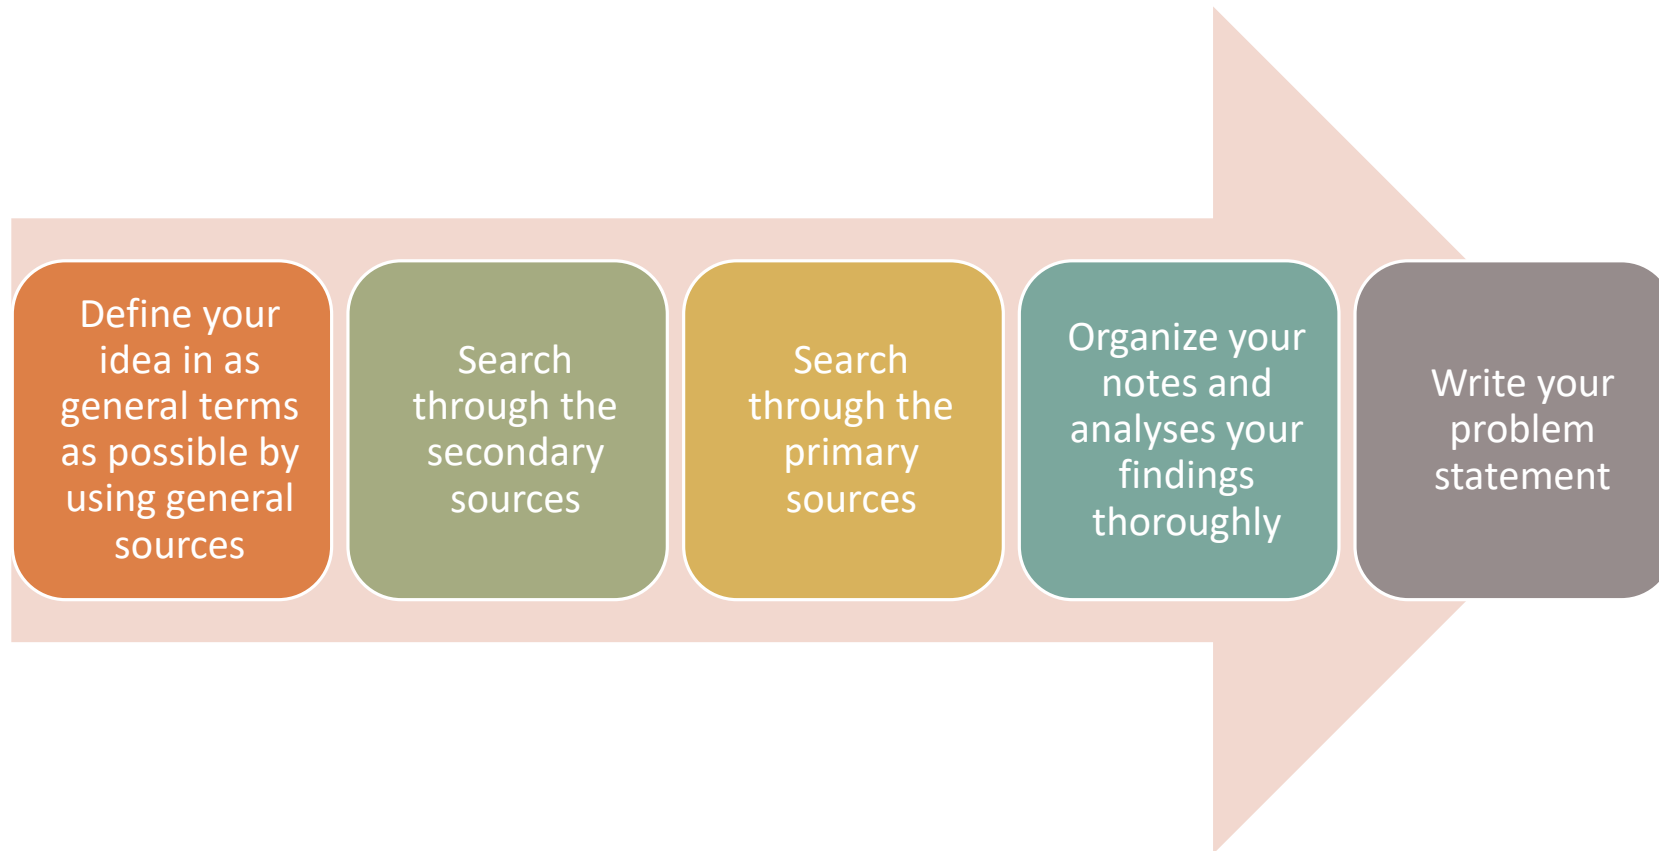 Define your
idea in as
general terms
as possible by
using general
sources
Search
through the
secondary
sources
Search
through the
primary
sources
Organize your
notes and
analyses your
findings
thoroughly
Write your
problem
statement